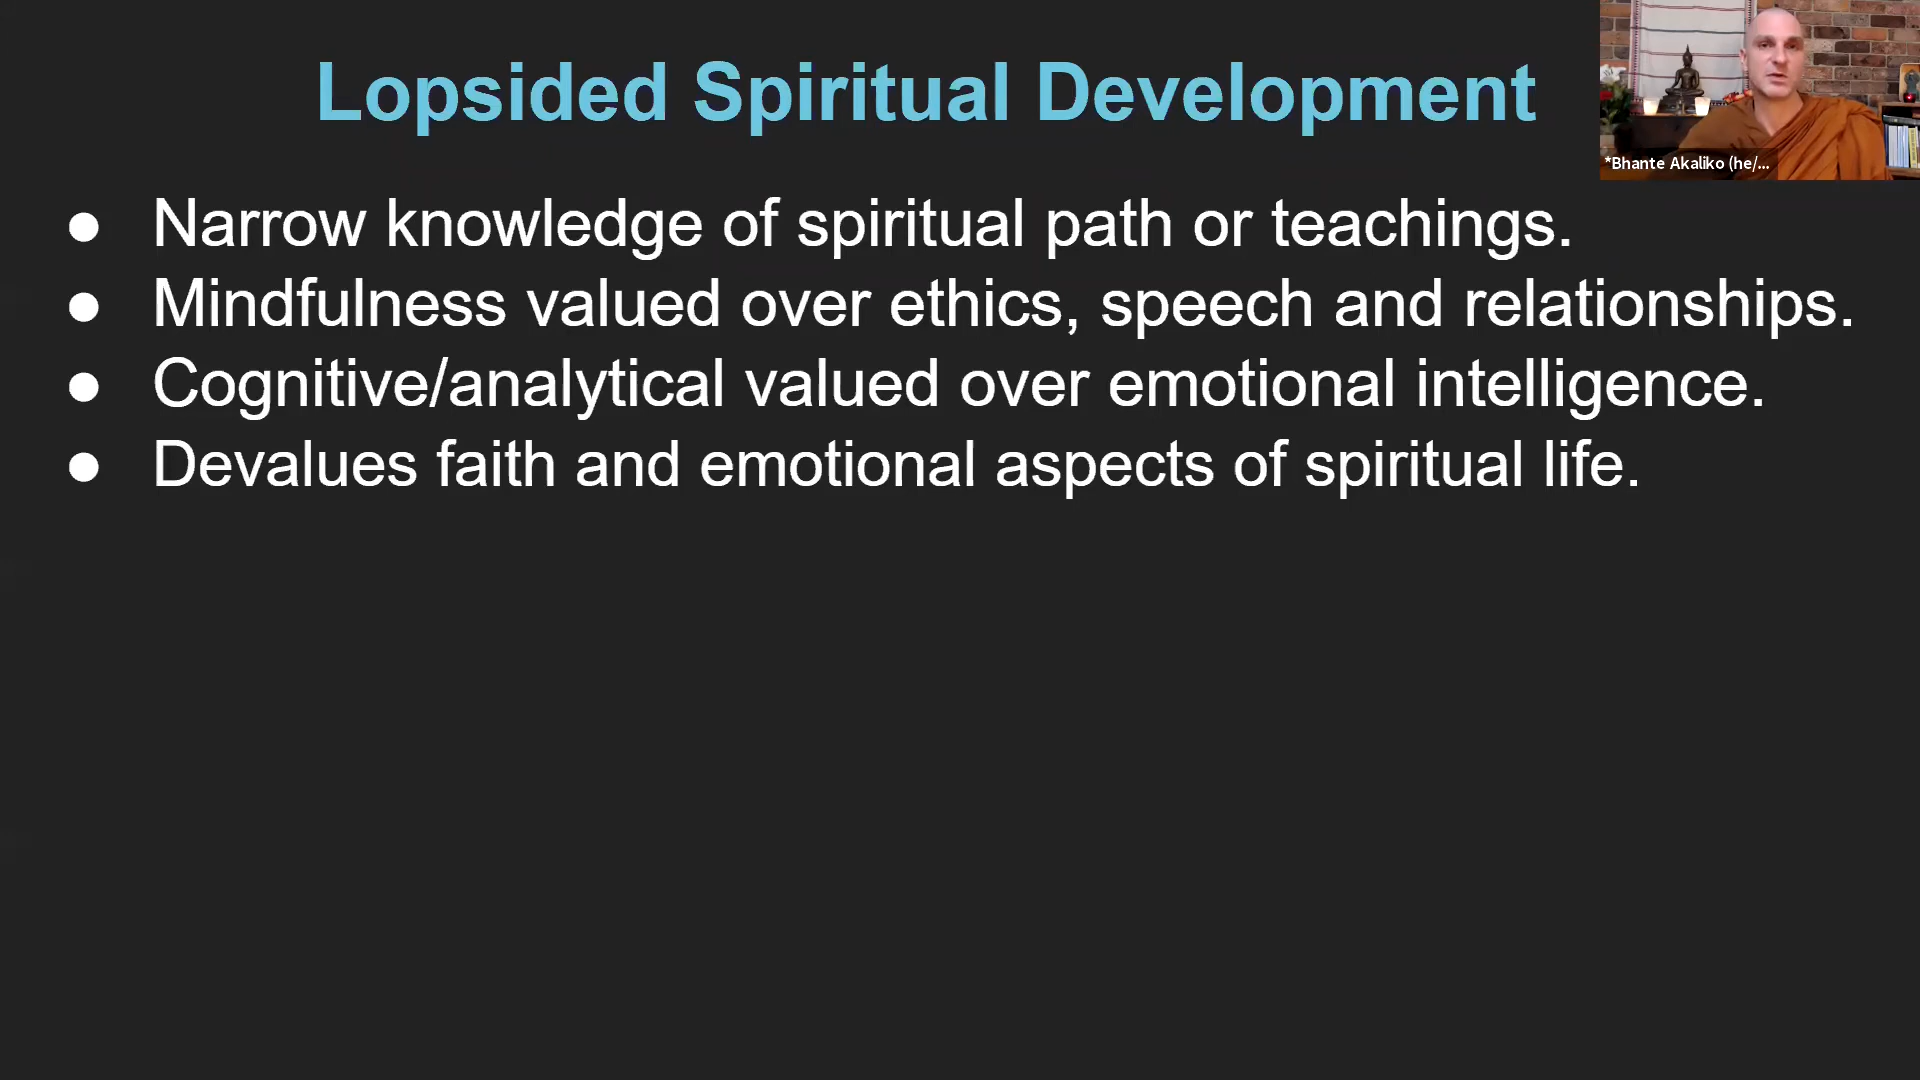 Lopsided Spiritual Development
*Bhante Akaliko (he/...
● Narrow knowledge of spiritual path or teachings.
● Mindfulness valued over ethics, speech and relationships.
● Cognitive/analytical valued over emotional intelligence.
● Devalues faith and emotional aspects of spiritual life.